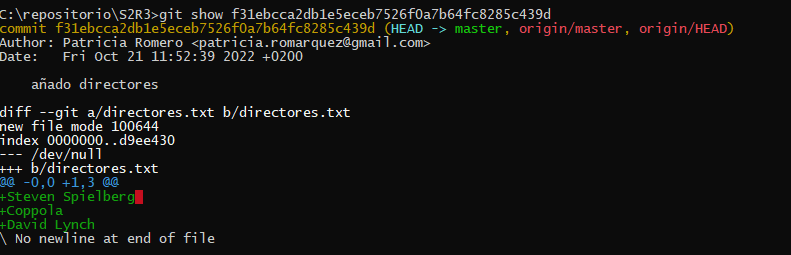 C:\repositorio\S2R3>git show f31ebcca2db1e5eceb7526f0a7b64fc8285c439d
commit f31ebcca2db1e5eceb7526f0a7b64fc8285c439d (HEAD -> master, origin/master, origin/HEAD)
Author: Patricia Romero <patricia.romarquez@gmail.com>
Date:   Fri Oct 21 11:52:39 2022 +0200
    añado directores
diff --git a/directores.txt b/directores.txt
new file mode 100644
index 0000000..d9ee430
--- /dev/null
+++ b/directores.txt
@@ -0,0 +1,3 @@
+Steven Spielberg
+Coppola
+David Lynch
\ No newline at end of file